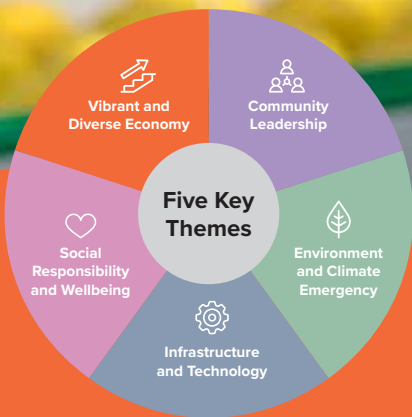 Five Key
Themes
Vibrant and
Diverse Economy
Community
Leadership
Environment
and Climate
Emergency
Infrastructure
and Technology
Social
Responsibility
and Wellbeing